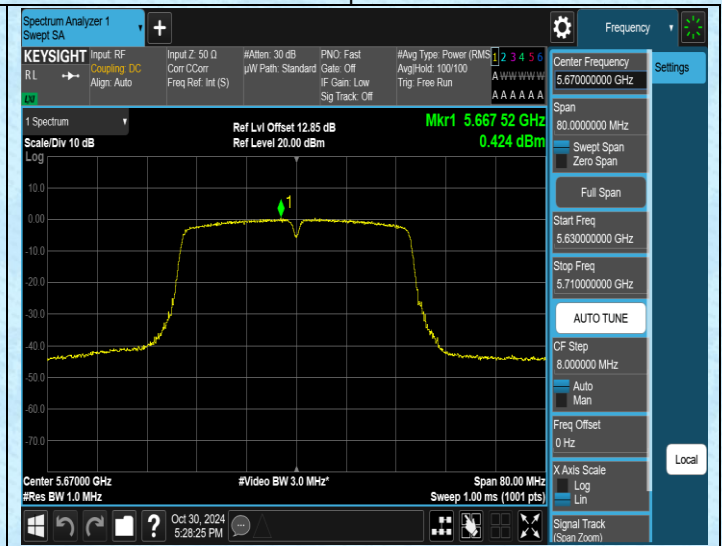 Spectrum Analyzer 1
Swept SA
Frequency
KEYSIGHT
RL
Input: RF
Coupling: DC
Align: Auto
Input Z: 50 Ω
Corr CCorr
Freq Ref: Int (S)
#Atten: 30 dB
µW Path: Standard
PNO: Fast
Gate: Off
IF Gain: Low
Sig Track: Off
#Avg Type: Power (RMS
Avg|Hold: 100/100
Trig: Free Run
1 2 3 4 5 6
A W W W W W
A A A A A A
1 Spectrum
Scale/Div 10 dB
Log
Ref Lvl Offset 12.85 dB
Ref Level 20.00 dBm
Mkr1 5.667 52 GHz
0.424 dBm
1
10.0
0.00
-10.0
-20.0
-30.0
-40.0
-50.0
-60.0
-70.0
Center 5.67000 GHz
#Res BW 1.0 MHz
#Video BW 3.0 MHz*
Span 80.00 MHz
Sweep 1.00 ms (1001 pts)
Oct 30, 2024
5:28:25 PM
Center Frequency
5.670000000 GHz
Settings
Span
80.0000000 MHz
Swept Span
Zero Span
Full Span
Start Freq
5.630000000 GHz
Stop Freq
5.710000000 GHz
AUTO TUNE
CF Step
8.000000 MHz
Auto
Man
Freq Offset
0 Hz
X Axis Scale
Log
Lin
Local
Signal Track
(Span Zoom)